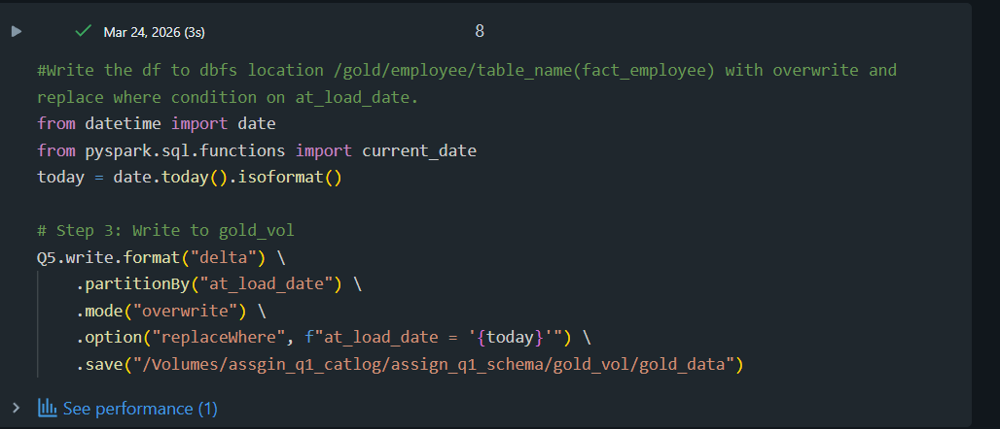 Mar 24, 2026 (3s)
8
#Write the df to dbfs location /gold/employee/table_name(fact_employee) with overwrite and
replace where condition on at_load_date.
from datetime import date
from pyspark.sql.functions import current_date
today = date.today().isoformat()
# Step 3: Write to gold_vol
Q5.write.format("delta") \
.partitionBy("at_load_date") \
.mode("overwrite") \
.option("replaceWhere", f"at_load_date = '{today}'") \
.save("/Volumes/assgin_q1_catlog/assign_q1_schema/gold_vol/gold_data")
See performance (1)